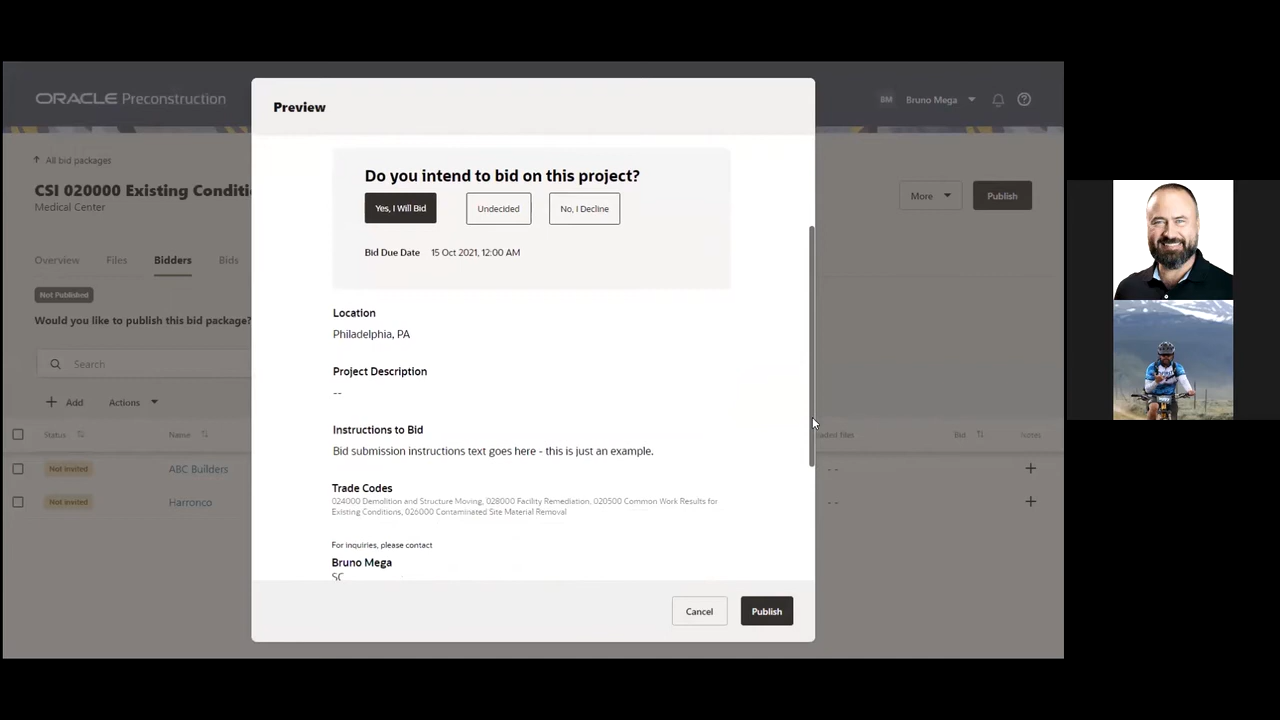 Preview
ORACLE Preconstruction
BM Bruno Mega
All bid packages
CSI 020000 Existing Conditi
Medical Center
More
Publish
Overview Files Bidders Bids
Not Published
Would you like to publish this bid package?
Search
Add Actions
Status Name Bid Notes
Not invited ABC Builders - -
Not invited Harronco - -
Do you intend to bid on this project?
Yes, I Will Bid Undecided No, I Decline
Bid Due Date 15 Oct 2021, 12:00 AM
Location
Philadelphia, PA
Project Description
--
Instructions to Bid
Bid submission instructions text goes here - this is just an example.
Trade Codes
024000 Demolition and Structure Moving, 028000 Facility Remediation, 020500 Common Work Results for
Existing Conditions, 026000 Contaminated Site Material Removal
For inquiries, please contact
Bruno Mega
SC
Cancel Publish